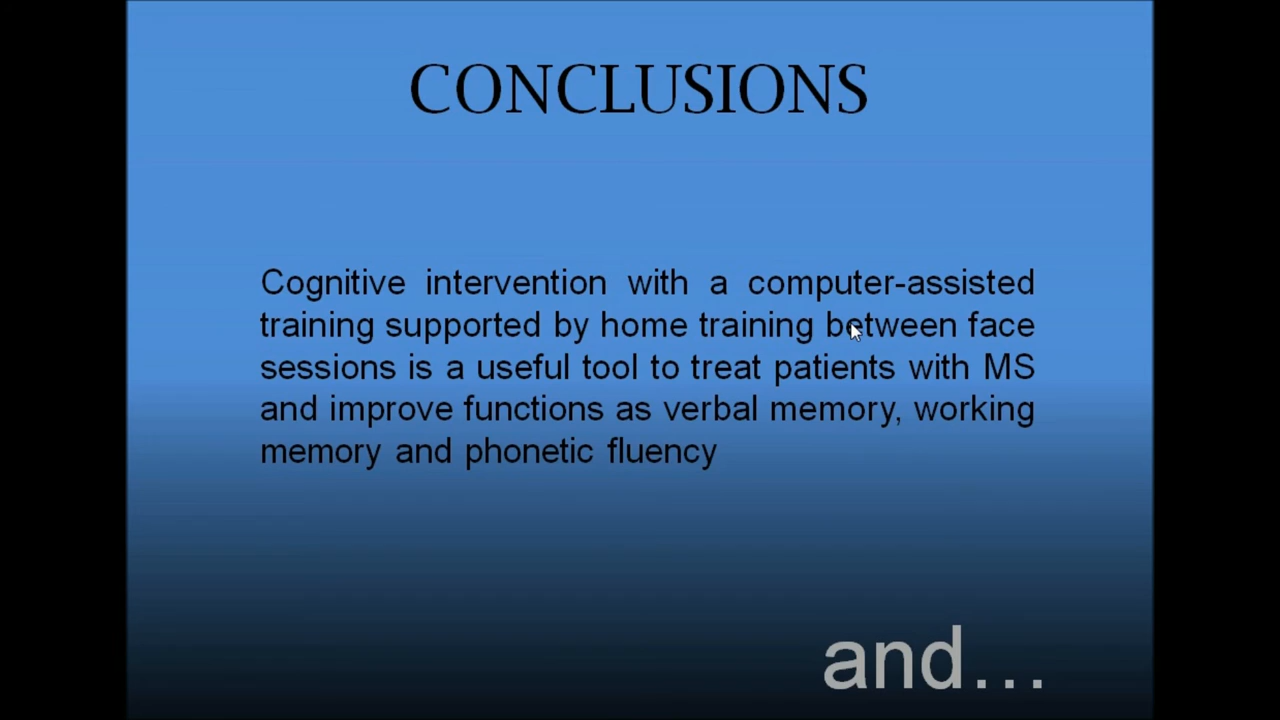 CONCLUSIONS
Cognitive intervention with a computer-assisted
training supported by home training between face
sessions is a useful tool to treat patients with MS
and improve functions as verbal memory, working
memory and phonetic fluency
and…